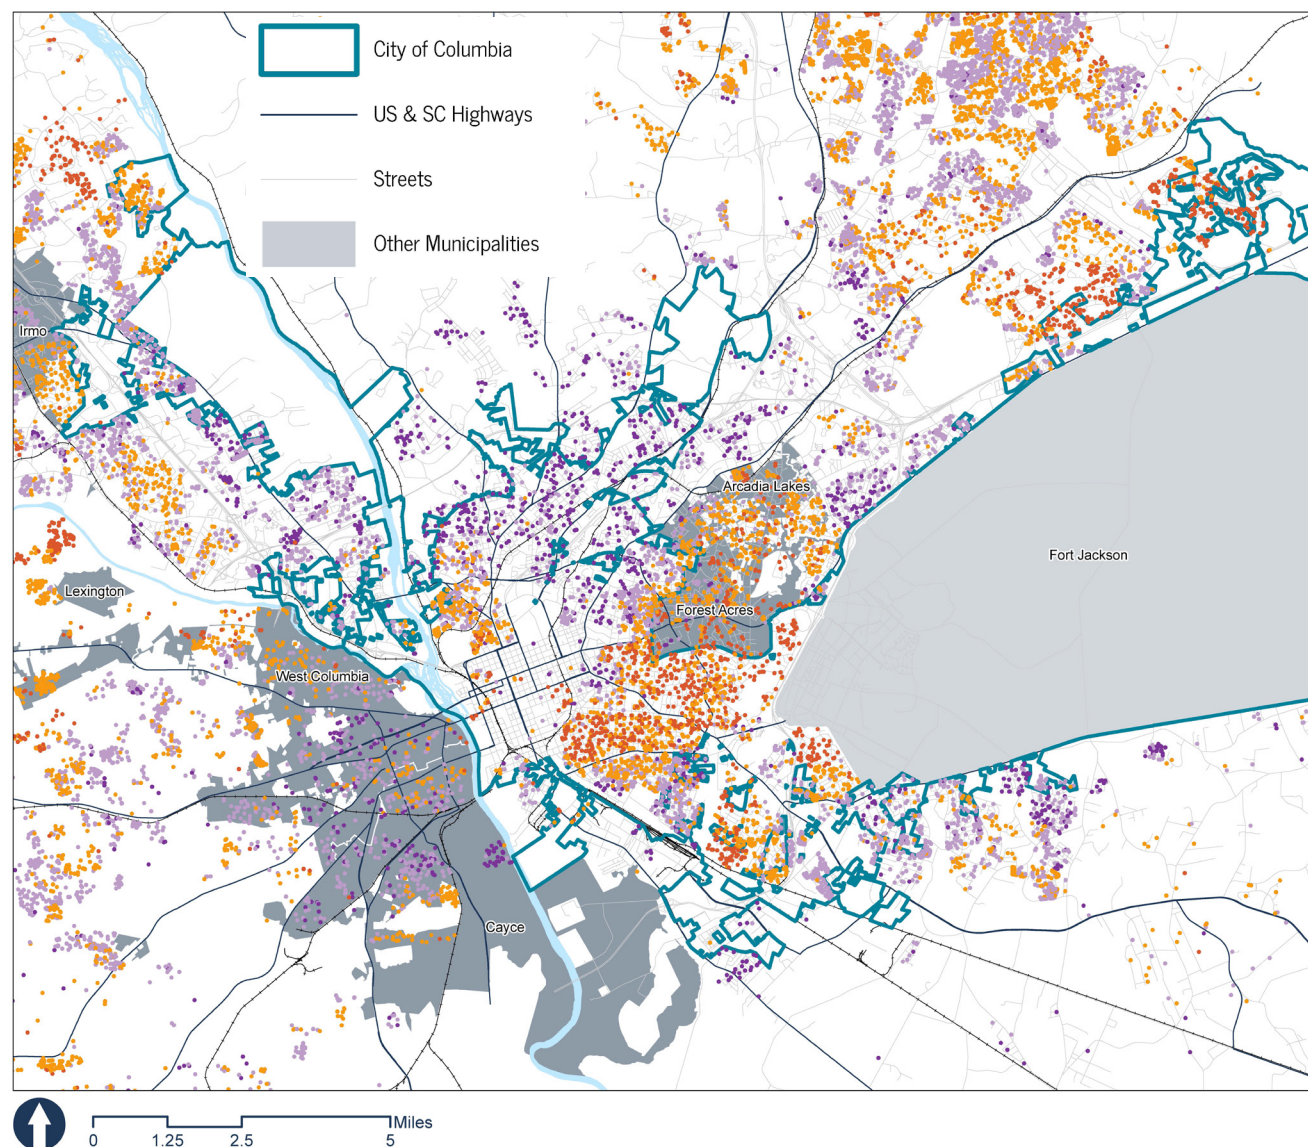 City of Columbia
US & SC Highways
Streets
Other Municipalities
Irmo
Arcadia Lakes
Fort Jackson
Lexington
Forest Acres
West Columbia
Cayce
Miles
0 1.25 2.5 5